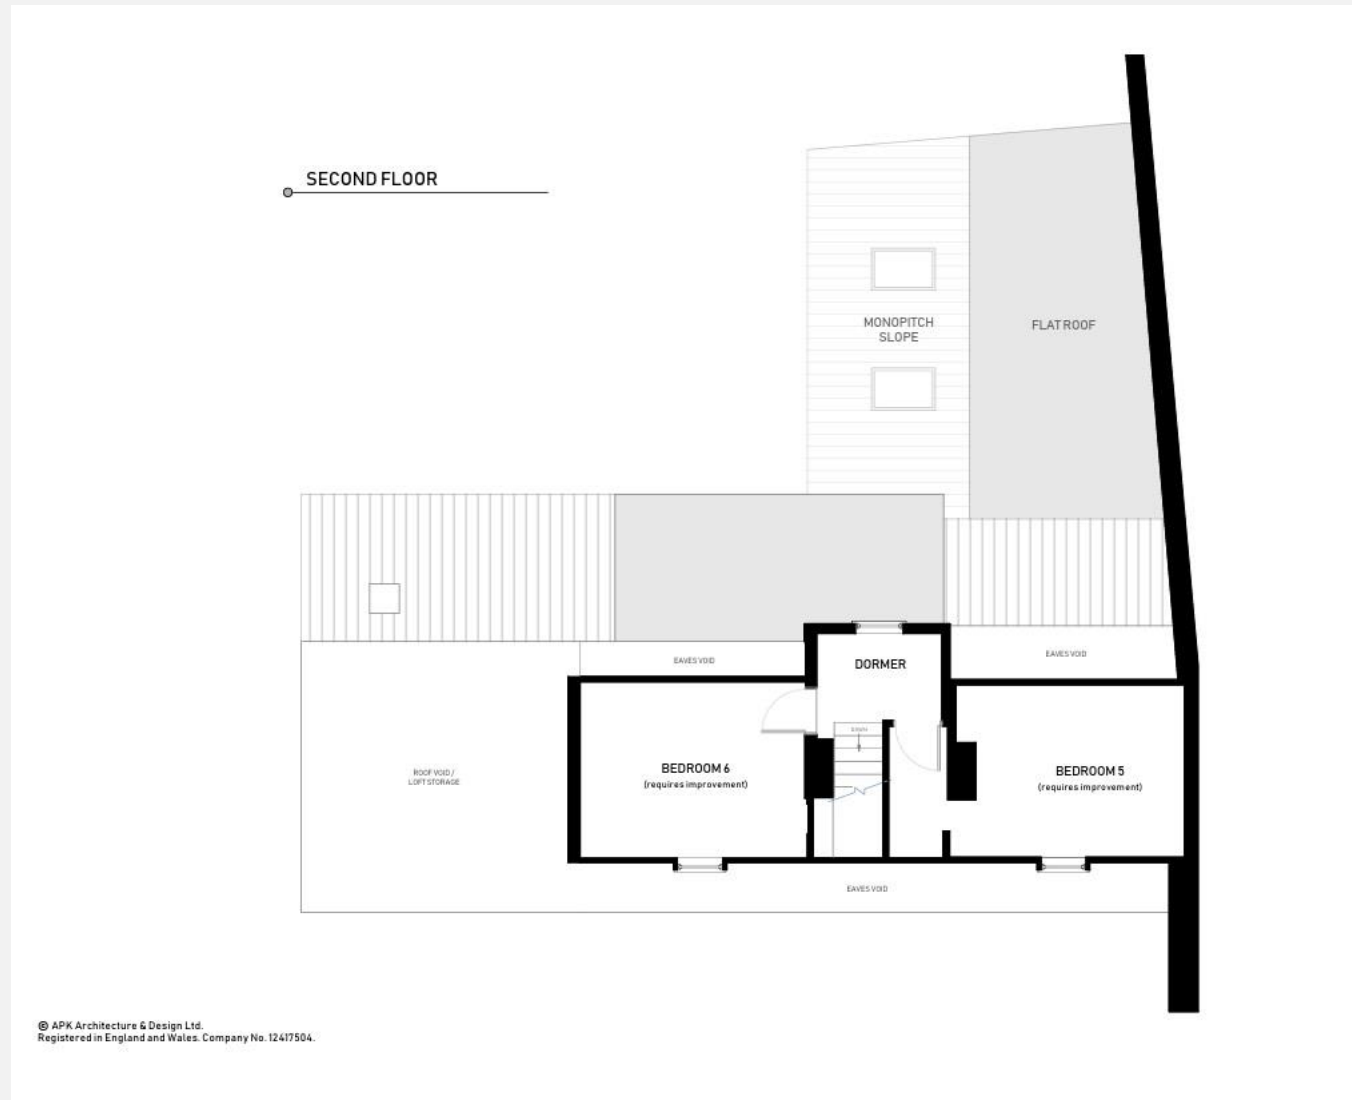 SECOND FLOOR
MONOPITCH
SLOPE
FLAT ROOF
EAVES VOID
EAVES VOID
DORMER
DOWN
ROOF VOID /
LOFT STORAGE
BEDROOM 6
(requires improvement)
BEDROOM 5
(requires improvement)
EAVES VOID
© APK Architecture & Design Ltd.
Registered in England and Wales. Company No. 12417504.